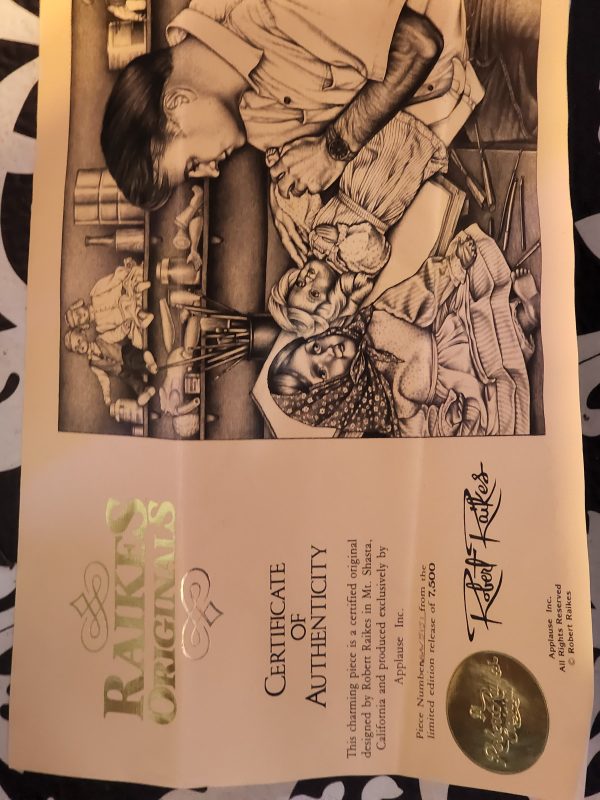 RAIKES
ORIGINALS
CERTIFICATE
OF
AUTHENTICITY
This charming piece is a certified original
designed by Robert Raikes in Mt. Shasta,
California and produced exclusively by
Applause Inc.
Piece Number from the
limited edition release of 7,500
Robert Raikes
Applause Inc.
All Rights Reserved
© Robert Raikes